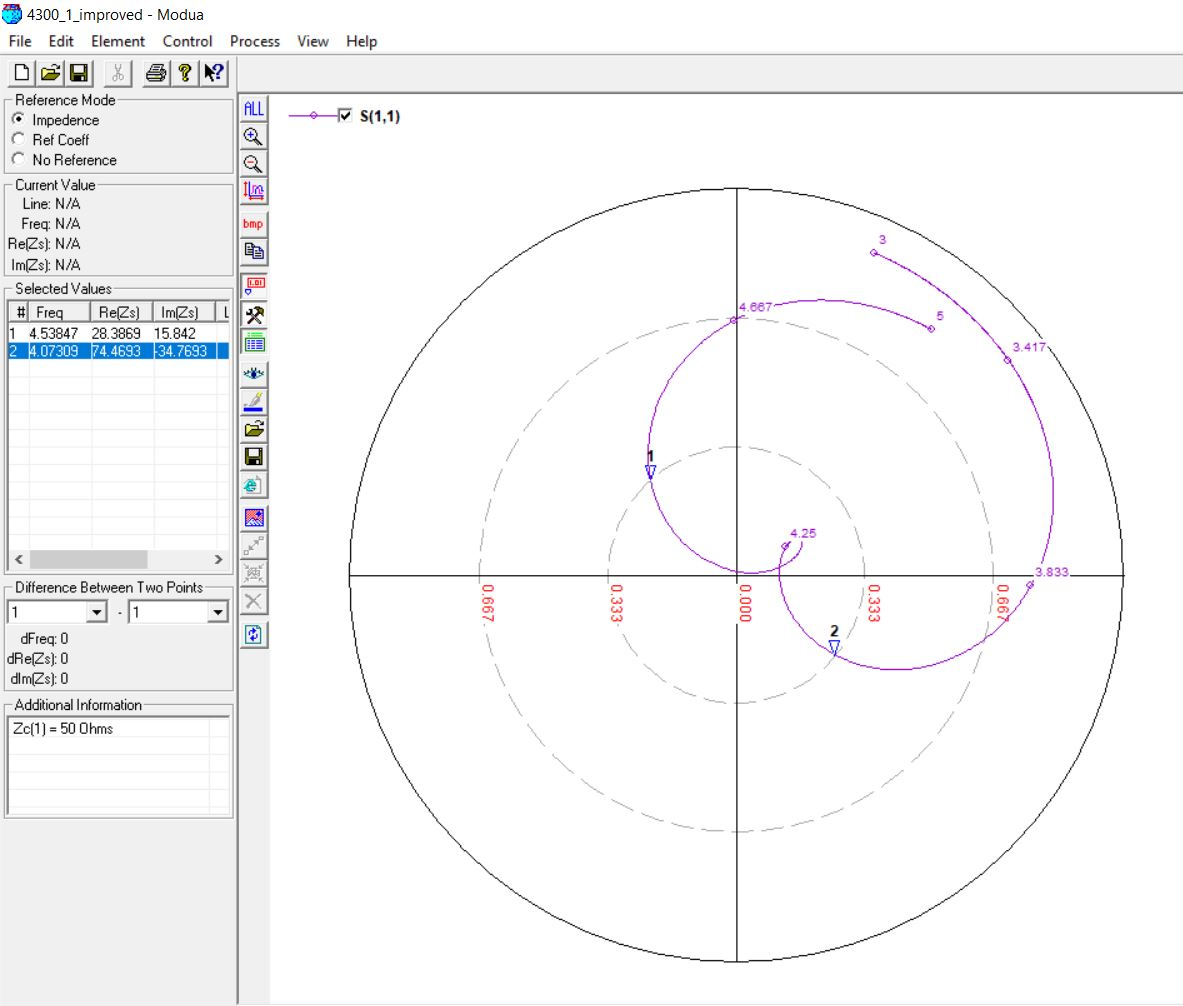 4300_1_improved - Modua
File Edit Element Control Process View Help
Reference Mode
Impedence
Ref Coeff
No Reference
Current Value
Line: N/A
Freq: N/A
Re(Zs): N/A
Im(Zs): N/A
Selected Values
# Freq Re(Zs) Im(Zs) L
1 4.53847 28.3869 15.842
2 4.07309 74.4693 -34.7693
Difference Between Two Points
1 - 1
dFreq: 0
dRe(Zs): 0
dIm(Zs): 0
Additional Information
Zc(1) = 50 Ohms
ALL
bmp
1.01
S(1,1)
3
4.667
5
3.417
1
4.25
3.833
0.667
0.333
0.000
0.333
0.667
2